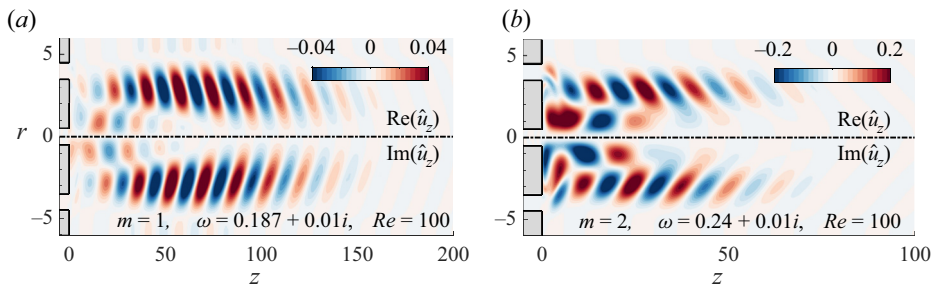 (a)
−0.04 0 0.04
5
Re(û_z)
r 0
Im(û_z)
−5
m = 1, ω = 0.187 + 0.01i, Re = 100
0 50 100 150 200
z
(b)
−0.2 0 0.2
5
Re(û_z)
0
Im(û_z)
−5
m = 2, ω = 0.24 + 0.01i, Re = 100
0 50 100
z